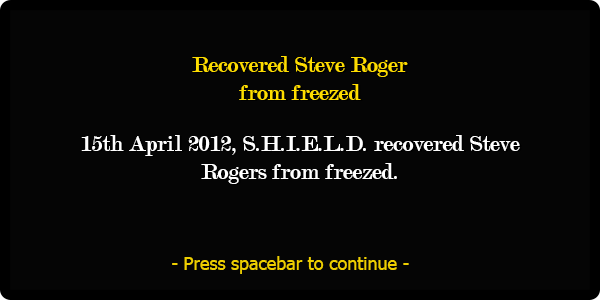 Recovered Steve Roger
from freezed
15th April 2012, S.H.I.E.L.D. recovered Steve
Rogers from freezed.
- Press spacebar to continue -